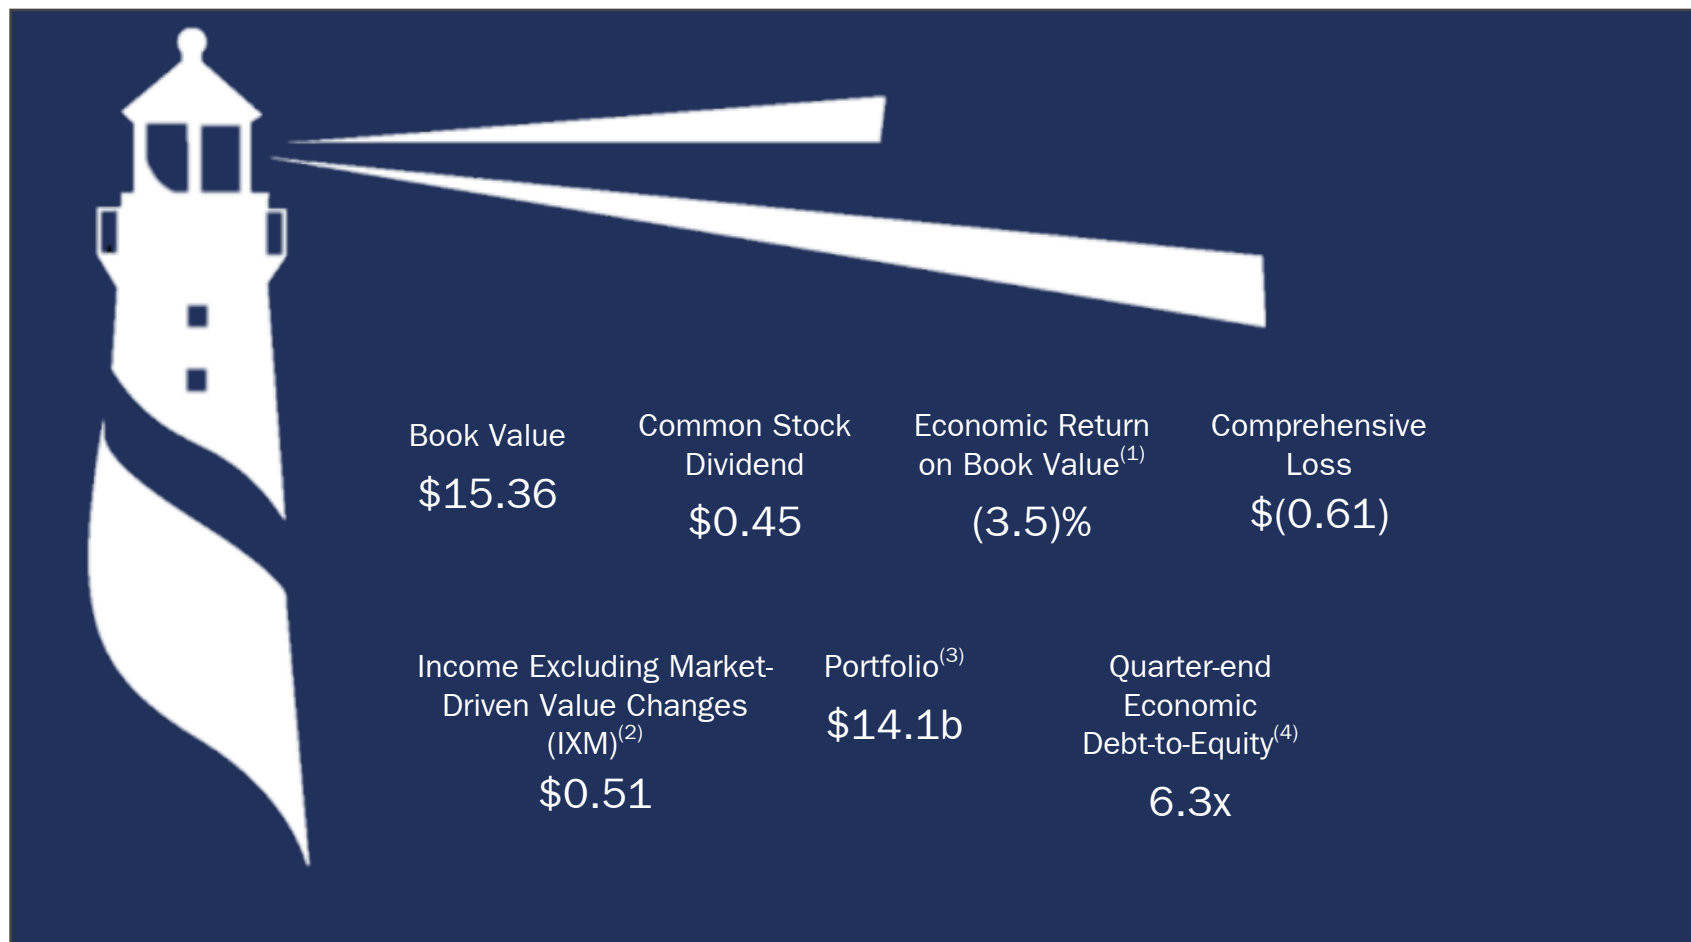 Book Value
$15.36
Common Stock
Dividend
$0.45
Economic Return
on Book Value(1)
(3.5)%
Comprehensive
Loss
$(0.61)
Income Excluding Market-
Driven Value Changes
(IXM)(2)
$0.51
Portfolio(3)
$14.1b
Quarter-end
Economic
Debt-to-Equity(4)
6.3x